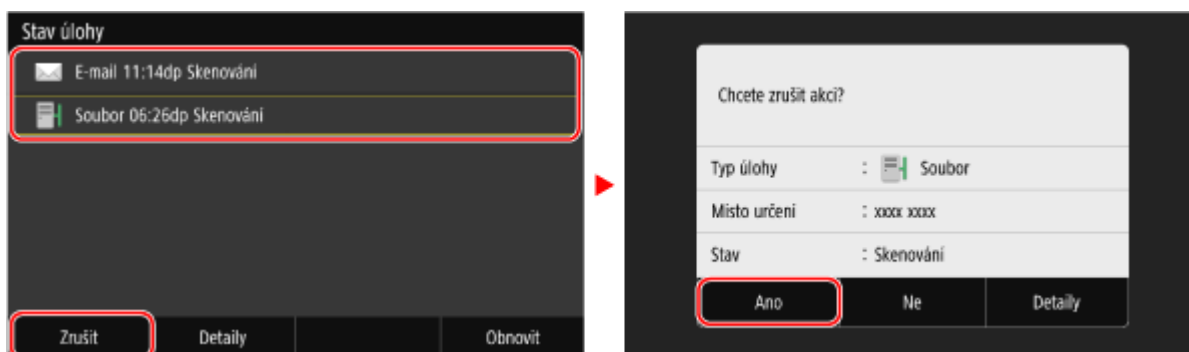 Stav úlohy
E-mail 11:14dp Skenování
Soubor 06:26dp Skenování
Zrušit Detaily Obnovit
Chcete zrušit akci?
Typ úlohy : Soubor
Místo určení : xxxx xxxx
Stav : Skenování
Ano Ne Detaily